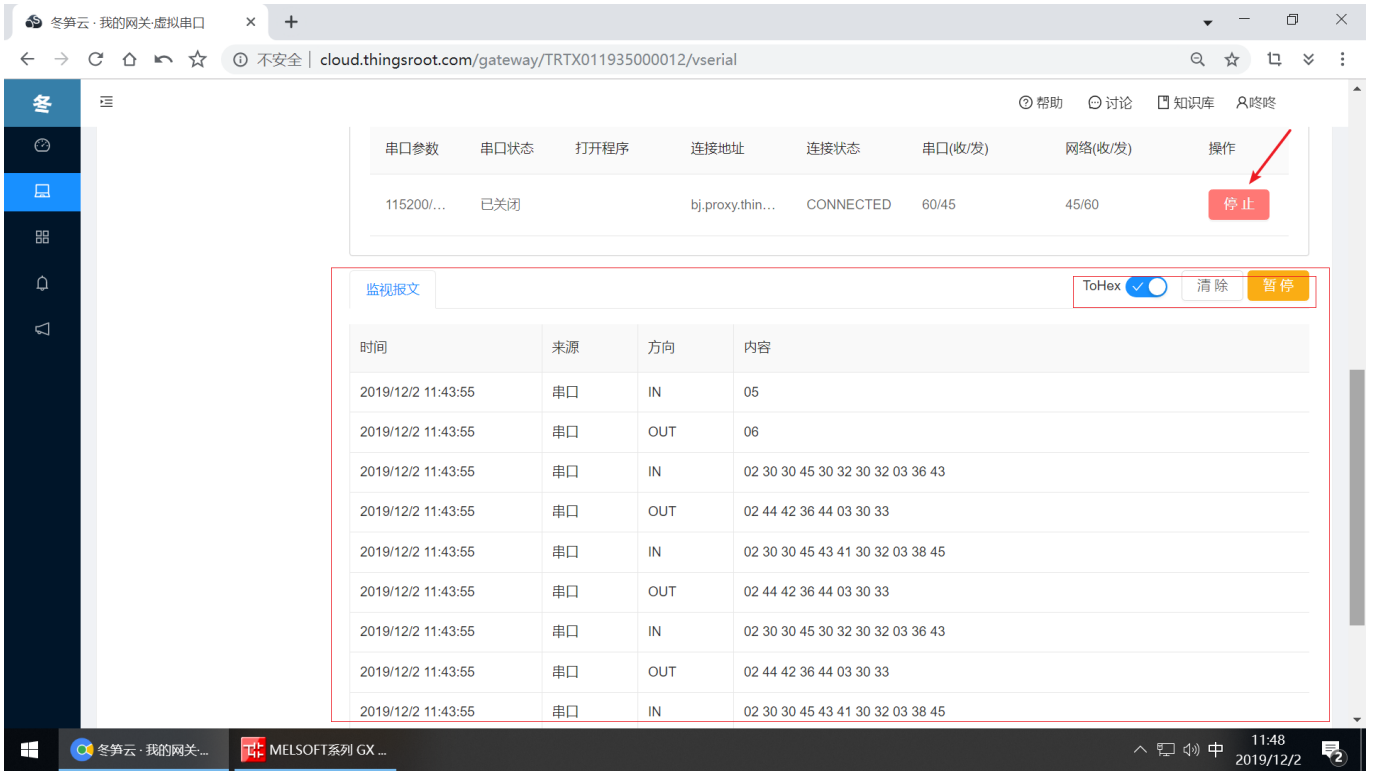 冬笋云 · 我的网关·虚拟串口
不安全 | cloud.thingsroot.com/gateway/TRTX011935000012/vserial
冬
帮助 讨论 知识库 咚咚
串口参数 串口状态 打开程序 连接地址 连接状态 串口(收/发) 网络(收/发) 操作
115200/... 已关闭 bj.proxy.thin... CONNECTED 60/45 45/60 停 止
监视报文 ToHex 清 除 暂 停
时间 来源 方向 内容
2019/12/2 11:43:55 串口 IN 05
2019/12/2 11:43:55 串口 OUT 06
2019/12/2 11:43:55 串口 IN 02 30 30 45 30 32 30 32 03 36 43
2019/12/2 11:43:55 串口 OUT 02 44 42 36 44 03 30 33
2019/12/2 11:43:55 串口 IN 02 30 30 45 43 41 30 32 03 38 45
2019/12/2 11:43:55 串口 OUT 02 44 42 36 44 03 30 33
2019/12/2 11:43:55 串口 IN 02 30 30 45 30 32 30 32 03 36 43
2019/12/2 11:43:55 串口 OUT 02 44 42 36 44 03 30 33
2019/12/2 11:43:55 串口 IN 02 30 30 45 43 41 30 32 03 38 45
冬笋云 · 我的网关·... MELSOFT系列 GX ... 中 11:48
2019/12/2 2